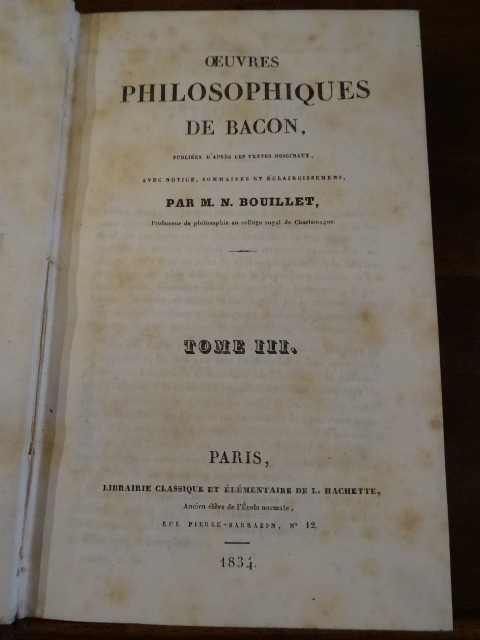 ŒUVRES
PHILOSOPHIQUES
DE BACON,
PUBLIÉES D'APRÈS LES TEXTES ORIGINAUX,
AVEC NOTICE, SOMMAIRES ET ÉCLAIRCISSEMENS,
PAR M. N. BOUILLET,
Professeur de philosophie au collége royal de Charlemagne.
TOME III.
PARIS,
LIBRAIRIE CLASSIQUE ET ÉLÉMENTAIRE DE L. HACHETTE,
Ancien élève de l'École normale,
RUE PIERRE-SARRAZIN, N° 12.
1834.